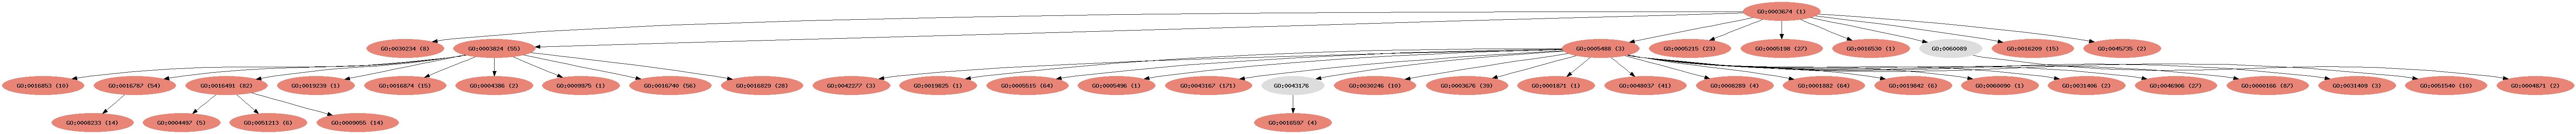 GO:0003674 (1)
GO:0030234 (8)
GO:0003824 (55)
GO:0005488 (3)
GO:0005215 (23)
GO:0005198 (27)
GO:0016530 (1)
GO:0060089
GO:0016209 (15)
GO:0045735 (2)
GO:0016853 (10)
GO:0016787 (54)
GO:0016491 (82)
GO:0019239 (1)
GO:0016874 (15)
GO:0004386 (2)
GO:0009975 (1)
GO:0016740 (56)
GO:0016829 (28)
GO:0042277 (3)
GO:0019825 (1)
GO:0005515 (64)
GO:0005496 (1)
GO:0043167 (171)
GO:0043176
GO:0030246 (10)
GO:0003676 (39)
GO:0001871 (1)
GO:0048037 (41)
GO:0008289 (4)
GO:0001882 (64)
GO:0019842 (6)
GO:0060090 (1)
GO:0031406 (2)
GO:0046906 (27)
GO:0000166 (87)
GO:0031409 (3)
GO:0051540 (10)
GO:0004871 (2)
GO:0008233 (14)
GO:0004497 (5)
GO:0051213 (6)
GO:0009055 (14)
GO:0016597 (4)